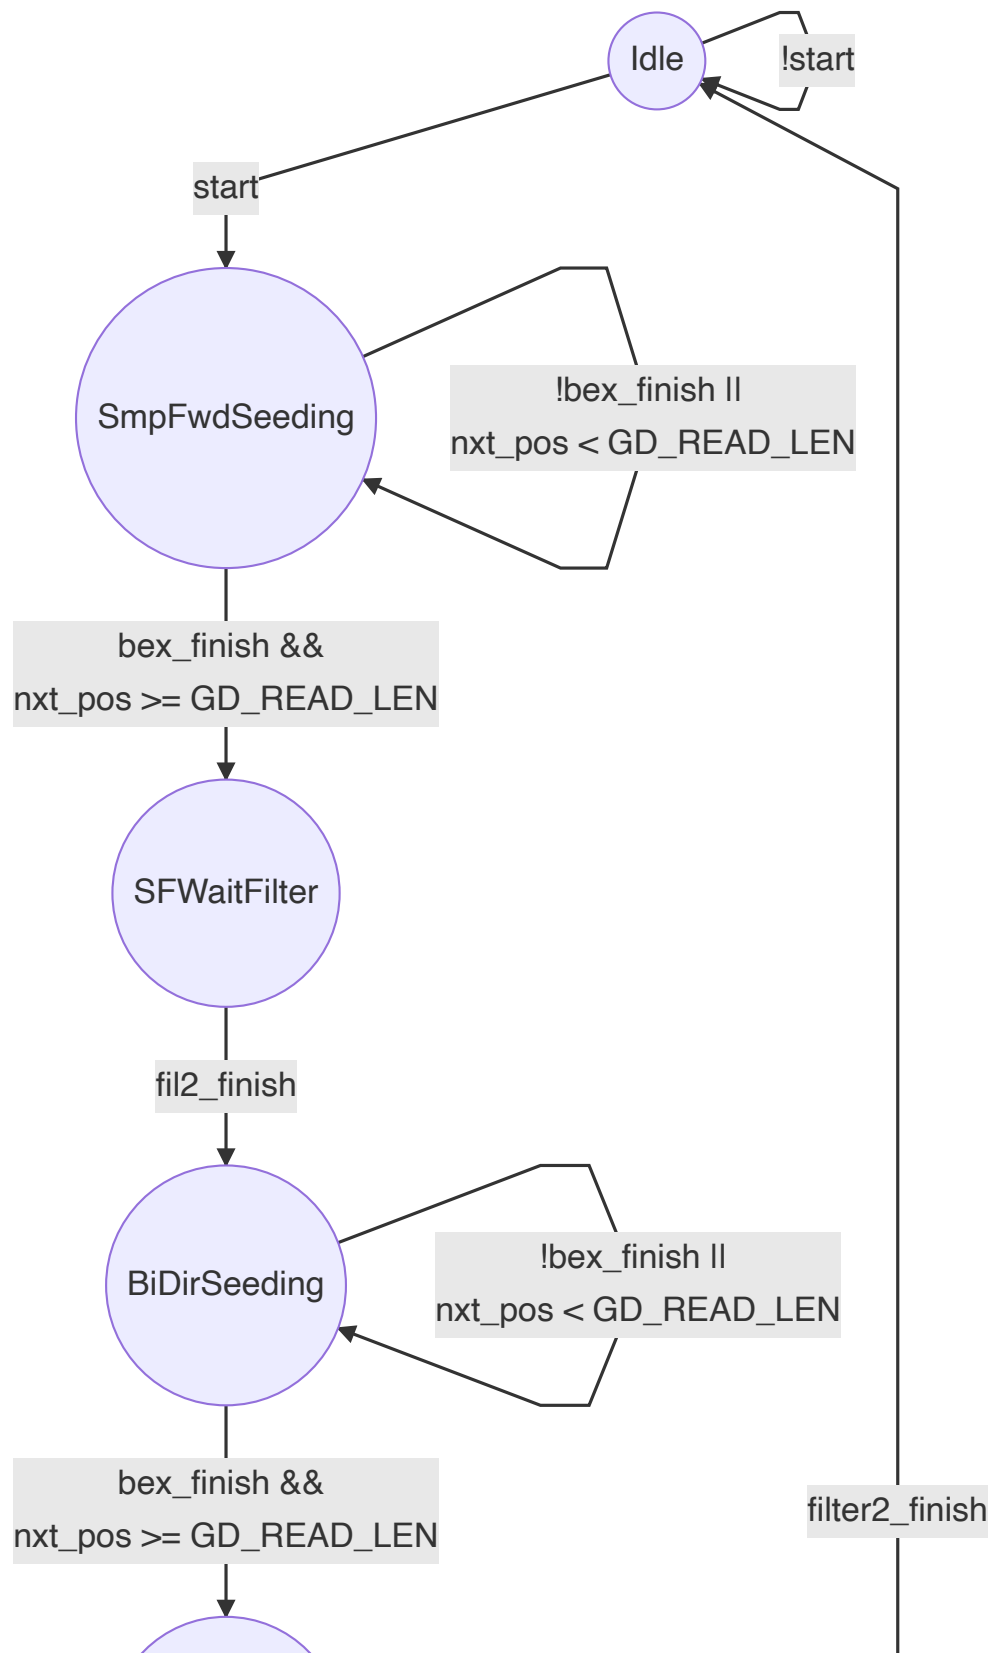 Idle
!start
start
SmpFwdSeeding
!bex_finish ||
nxt_pos < GD_READ_LEN
bex_finish &&
nxt_pos >= GD_READ_LEN
SFWaitFilter
fil2_finish
BiDirSeeding
!bex_finish ||
nxt_pos < GD_READ_LEN
bex_finish &&
nxt_pos >= GD_READ_LEN
filter2_finish